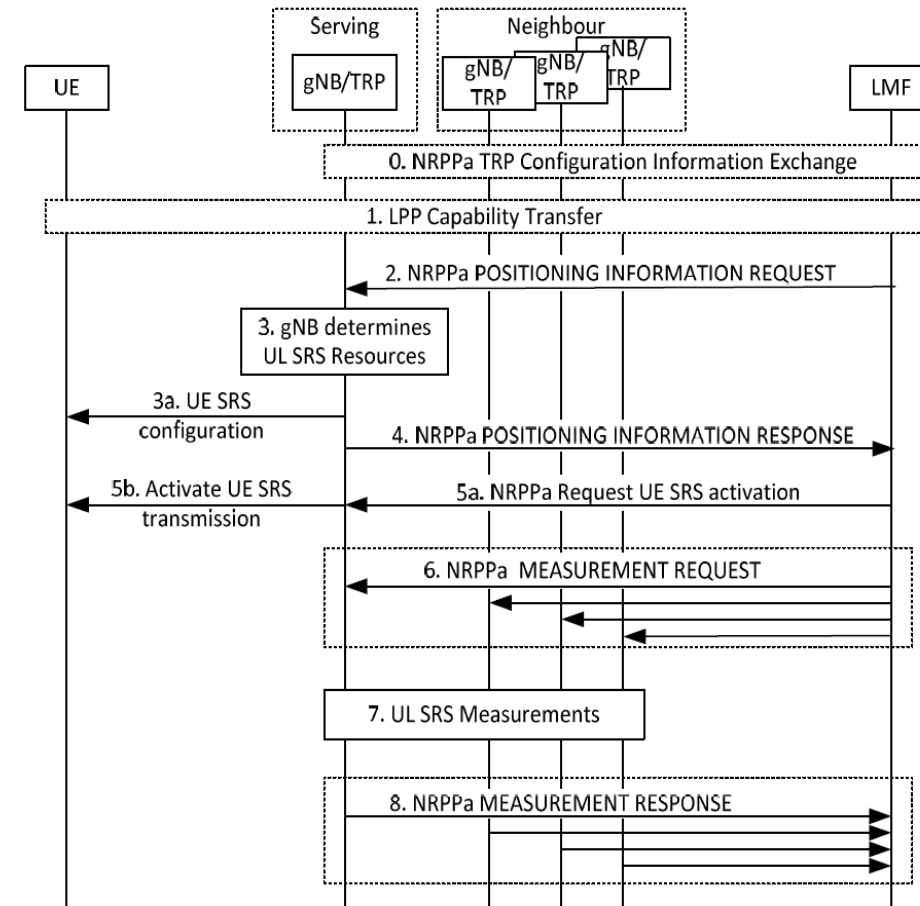 Serving
Neighbour
UE
gNB/TRP
gNB/
TRP
gNB/
TRP
gNB/
TRP
LMF
0. NRPPa TRP Configuration Information Exchange
1. LPP Capability Transfer
2. NRPPa POSITIONING INFORMATION REQUEST
3. gNB determines
UL SRS Resources
3a. UE SRS
configuration
4. NRPPa POSITIONING INFORMATION RESPONSE
5b. Activate UE SRS
transmission
5a. NRPPa Request UE SRS activation
6. NRPPa MEASUREMENT REQUEST
7. UL SRS Measurements
8. NRPPa MEASUREMENT RESPONSE